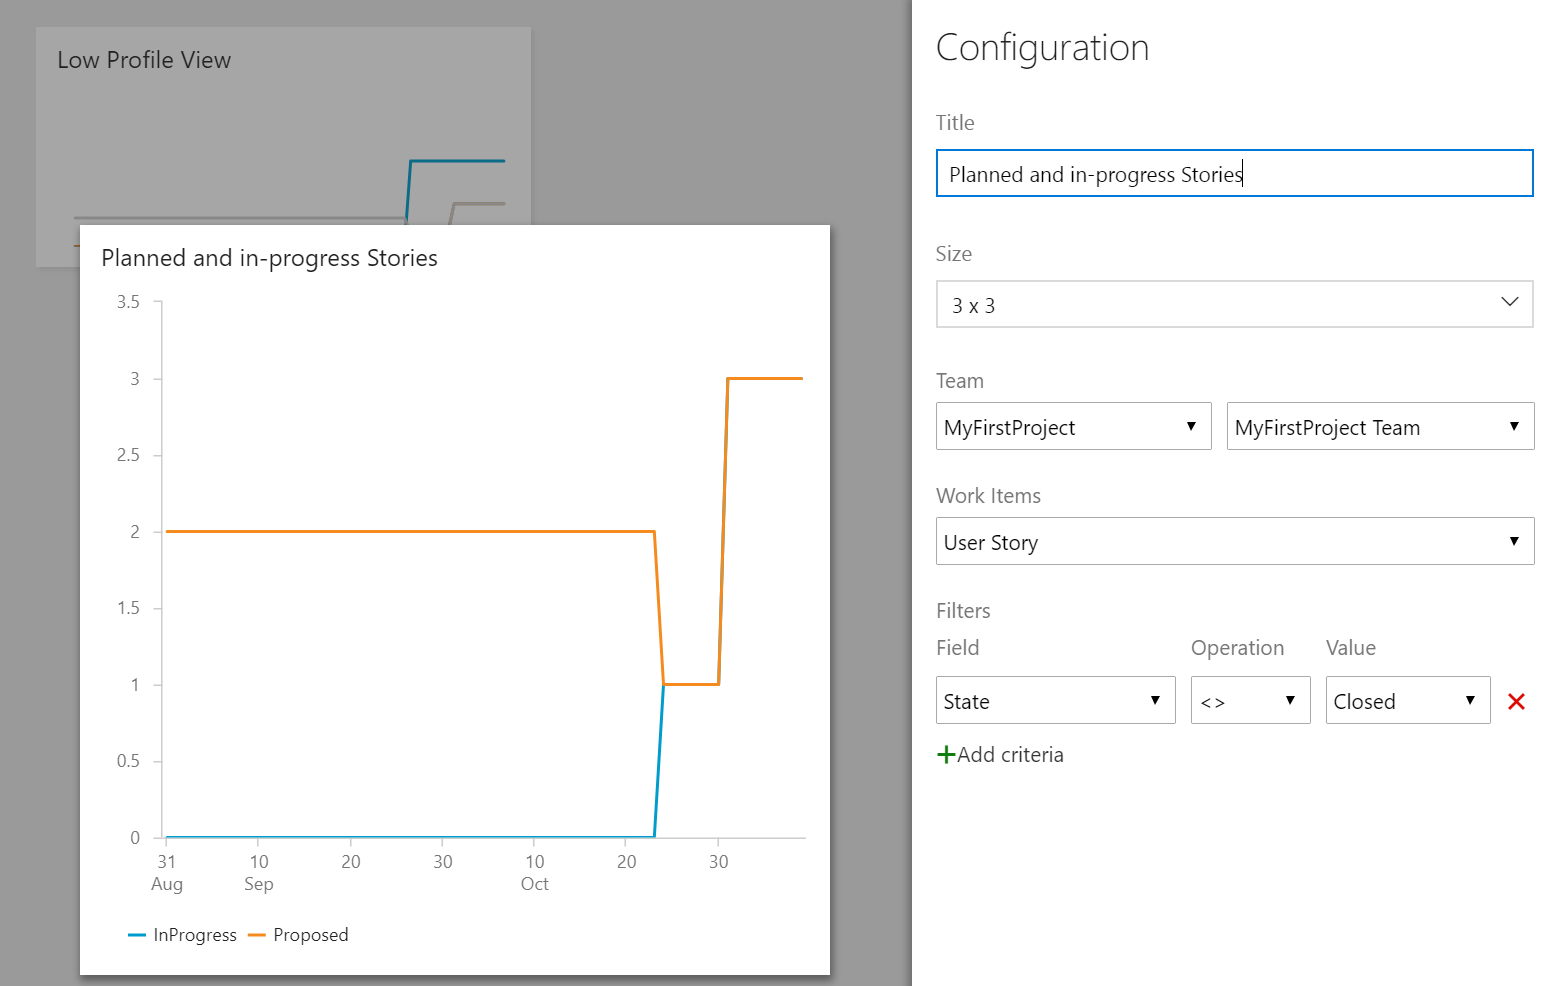 Low Profile View
Planned and in-progress Stories
3.5
3
2.5
2
1.5
1
0.5
0
31 10 20 30 10 20 30
Aug Sep Oct
InProgress Proposed
Configuration
Title
Planned and in-progress Stories
Size
3 x 3
Team
MyFirstProject MyFirstProject Team
Work Items
User Story
Filters
Field Operation Value
State <> Closed
Add criteria